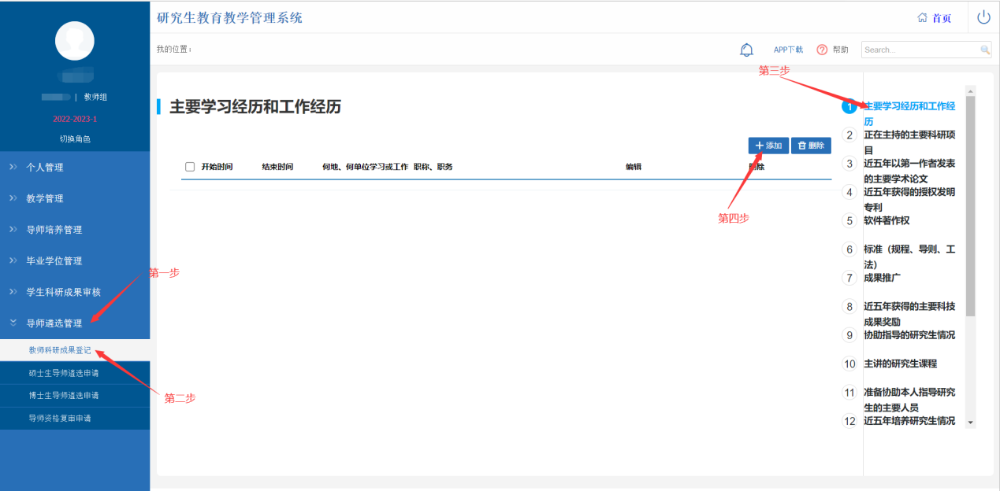 研究生教育教学管理系统
首页
我的位置：
APP下载
帮助
Search...
| 教师组
2022-2023-1
切换角色
个人管理
教学管理
导师培养管理
毕业学位管理
学生科研成果审核
导师遴选管理
教师科研成果登记
硕士生导师遴选申请
博士生导师遴选申请
导师资格复审申请
第一步
第二步
第三步
第四步
主要学习经历和工作经历
添加
删除
开始时间 结束时间 何地、何单位学习或工作 职称、职务 编辑 删除
1 主要学习经历和工作经
历
2 正在主持的主要科研项
目
3 近五年以第一作者发表
的主要学术论文
4 近五年获得的授权发明
专利
5 软件著作权
6 标准（规程、导则、工
法）
7 成果推广
8 近五年获得的主要科技
成果奖励
9 协助指导的研究生情况
10 主讲的研究生课程
11 准备协助本人指导研究
生的主要人员
12 近五年培养研究生情况